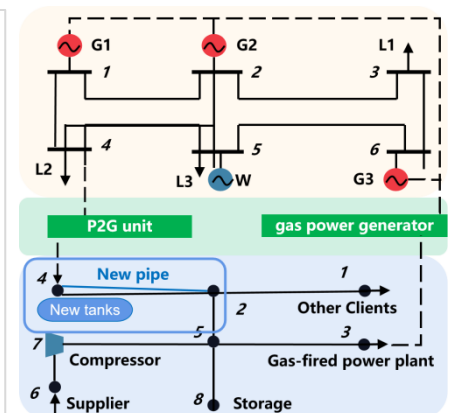 G1 G2 L1
1 2 3
4 5 6
L2 L3 W G3
P2G unit gas power generator
4 New pipe 1
New tanks 2 Other Clients
7 5 3
Compressor Gas-fired power plant
6 Supplier 8 Storage